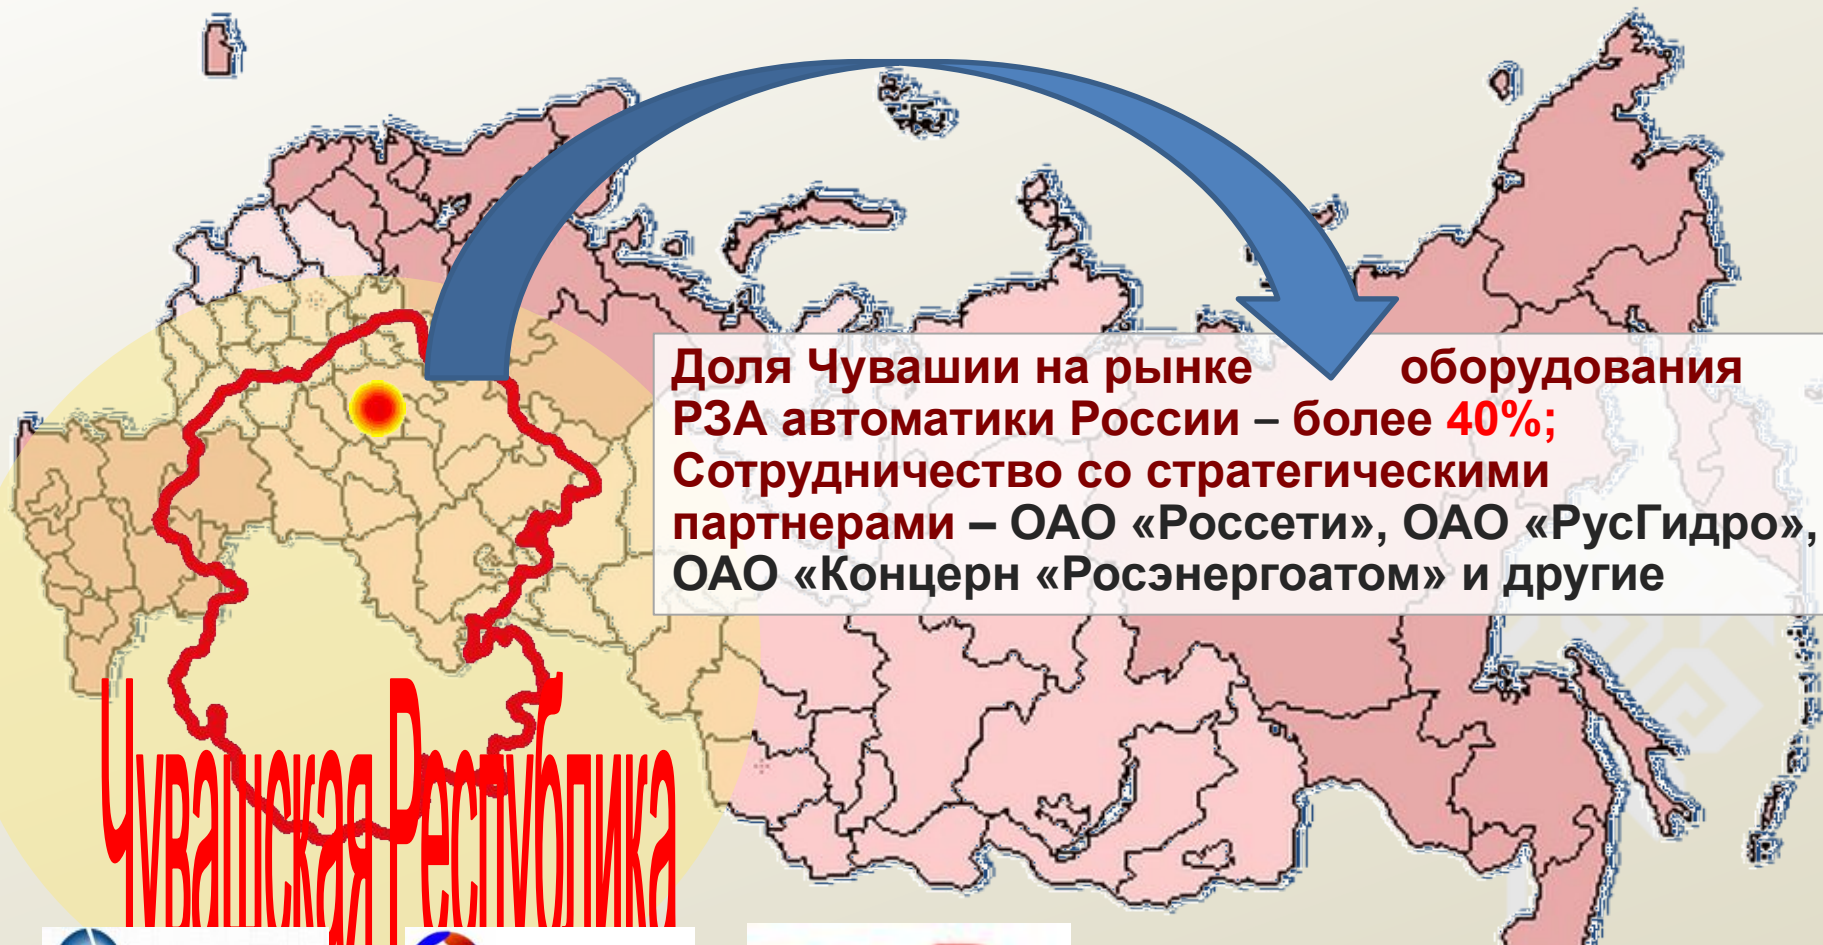 Доля Чувашии на рынке оборудования
РЗА автоматики России – более 40%;
Сотрудничество со стратегическими
партнерами – ОАО «Россети», ОАО «РусГидро»,
ОАО «Концерн «Росэнергоатом» и другие
Чувашская Республика